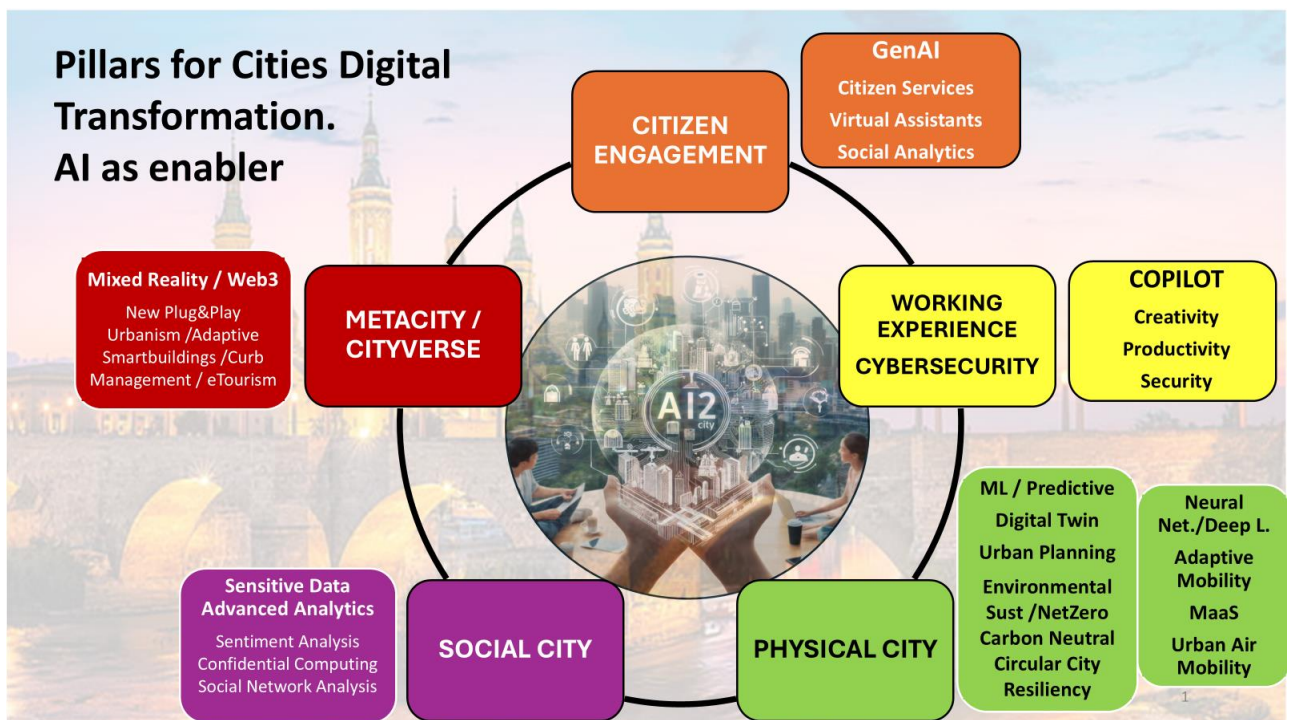 Pillars for Cities Digital
Transformation.
AI as enabler
GenAI
Citizen Services
Virtual Assistants
Social Analytics
CITIZEN
ENGAGEMENT
Mixed Reality / Web3
New Plug&Play
Urbanism /Adaptive
Smartbuildings /Curb
Management / eTourism
METACITY /
CITYVERSE
WORKING
EXPERIENCE
CYBERSECURITY
COPILOT
Creativity
Productivity
Security
AI2
city
Sensitive Data
Advanced Analytics
Sentiment Analysis
Confidential Computing
Social Network Analysis
SOCIAL CITY
PHYSICAL CITY
ML / Predictive
Digital Twin
Urban Planning
Environmental
Sust /NetZero
Carbon Neutral
Circular City
Resiliency
Neural
Net./Deep L.
Adaptive
Mobility
MaaS
Urban Air
Mobility
1